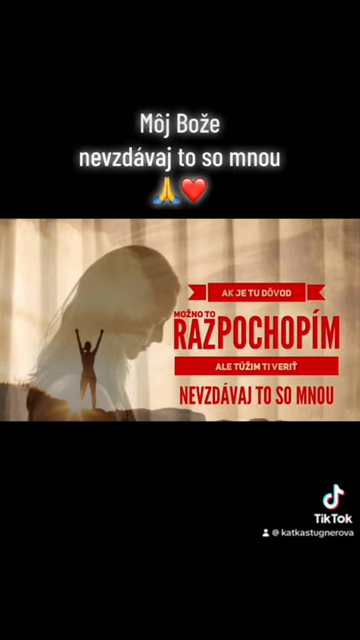 Môj Bože
nevzdávaj to so mnou
🙏❤️
AK JE TU DÔVOD
MOŽNO TO
RAZPOCHOPÍM
ALE TÚŽIM TI VERIŤ
NEVZDÁVAJ TO SO MNOU
TikTok
@ katkastugnerova